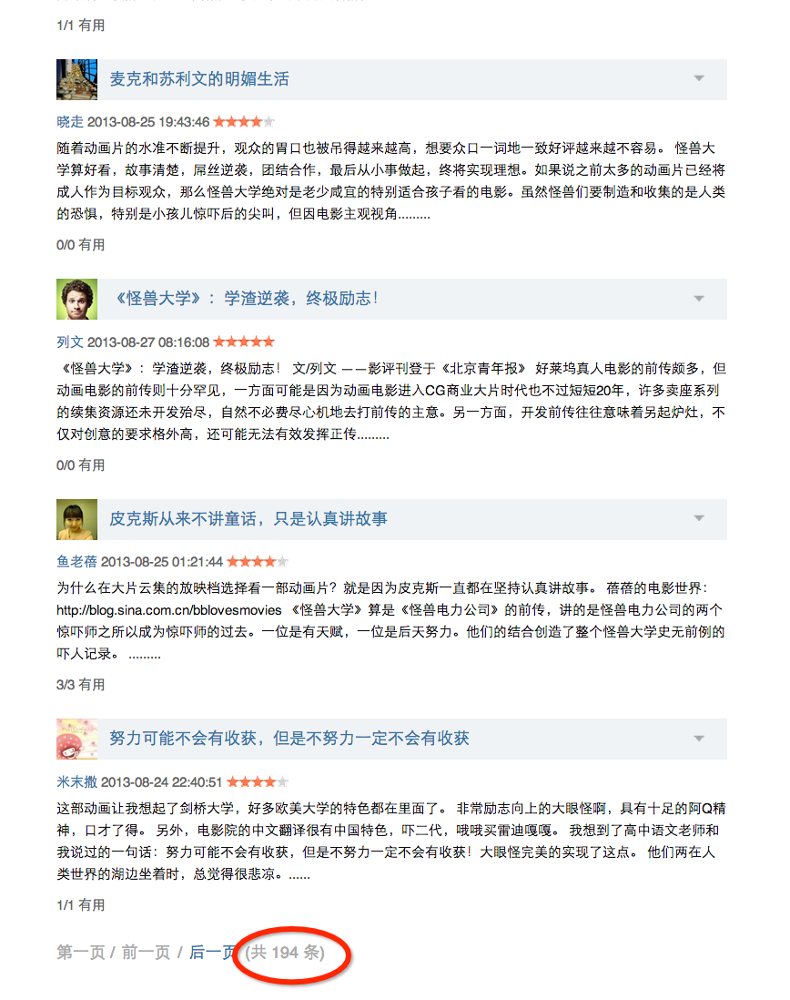 1/1 有用
麦克和苏利文的明媚生活
晓走 2013-08-25 19:43:46
随着动画片的水准不断提升，观众的胃口也被吊得越来越高，想要众口一词地一致好评越来越不容易。 怪兽大
学算好看，故事清楚，屌丝逆袭，团结合作，最后从小事做起，终将实现理想。如果说之前太多的动画片已经将
成人作为目标观众，那么怪兽大学绝对是老少咸宜的特别适合孩子看的电影。虽然怪兽们要制造和收集的是人类
的恐惧，特别是小孩儿惊吓后的尖叫，但因电影主观视角.........
0/0 有用
《怪兽大学》：学渣逆袭，终极励志！
列文 2013-08-27 08:16:08
《怪兽大学》：学渣逆袭，终极励志！ 文/列文 ——影评刊登于《北京青年报》 好莱坞真人电影的前传颇多，但
动画电影的前传则十分罕见，一方面可能是因为动画电影进入CG商业大片时代也不过短短20年，许多卖座系列
的续集资源还未开发殆尽，自然不必费尽心机地去打前传的主意。另一方面，开发前传往往意味着另起炉灶，不
仅对创意的要求格外高，还可能无法有效发挥正传.........
0/0 有用
皮克斯从来不讲童话，只是认真讲故事
鱼老蓓 2013-08-25 01:21:44
为什么在大片云集的放映档选择看一部动画片？就是因为皮克斯一直都在坚持认真讲故事。 蓓蓓的电影世界：
http://blog.sina.com.cn/bblovesmovies 《怪兽大学》算是《怪兽电力公司》的前传，讲的是怪兽电力公司的两个
惊吓师之所以成为惊吓师的过去。一位是有天赋，一位是后天努力。他们的结合创造了整个怪兽大学史无前例的
吓人记录。 .........
3/3 有用
努力可能不会有收获，但是不努力一定不会有收获
米末撒 2013-08-24 22:40:51
这部动画让我想起了剑桥大学，好多欧美大学的特色都在里面了。 非常励志向上的大眼怪啊，具有十足的阿Q精
神，口才了得。 另外，电影院的中文翻译很有中国特色，吓二代，哦哦买雷迪嘎嘎。 我想到了高中语文老师和
我说过的一句话：努力可能不会有收获，但是不努力一定不会有收获！大眼怪完美的实现了这点。 他们两在人
类世界的湖边坐着时，总觉得很悲凉。......
1/1 有用
第一页 / 前一页 / 后一页 (共 194 条)